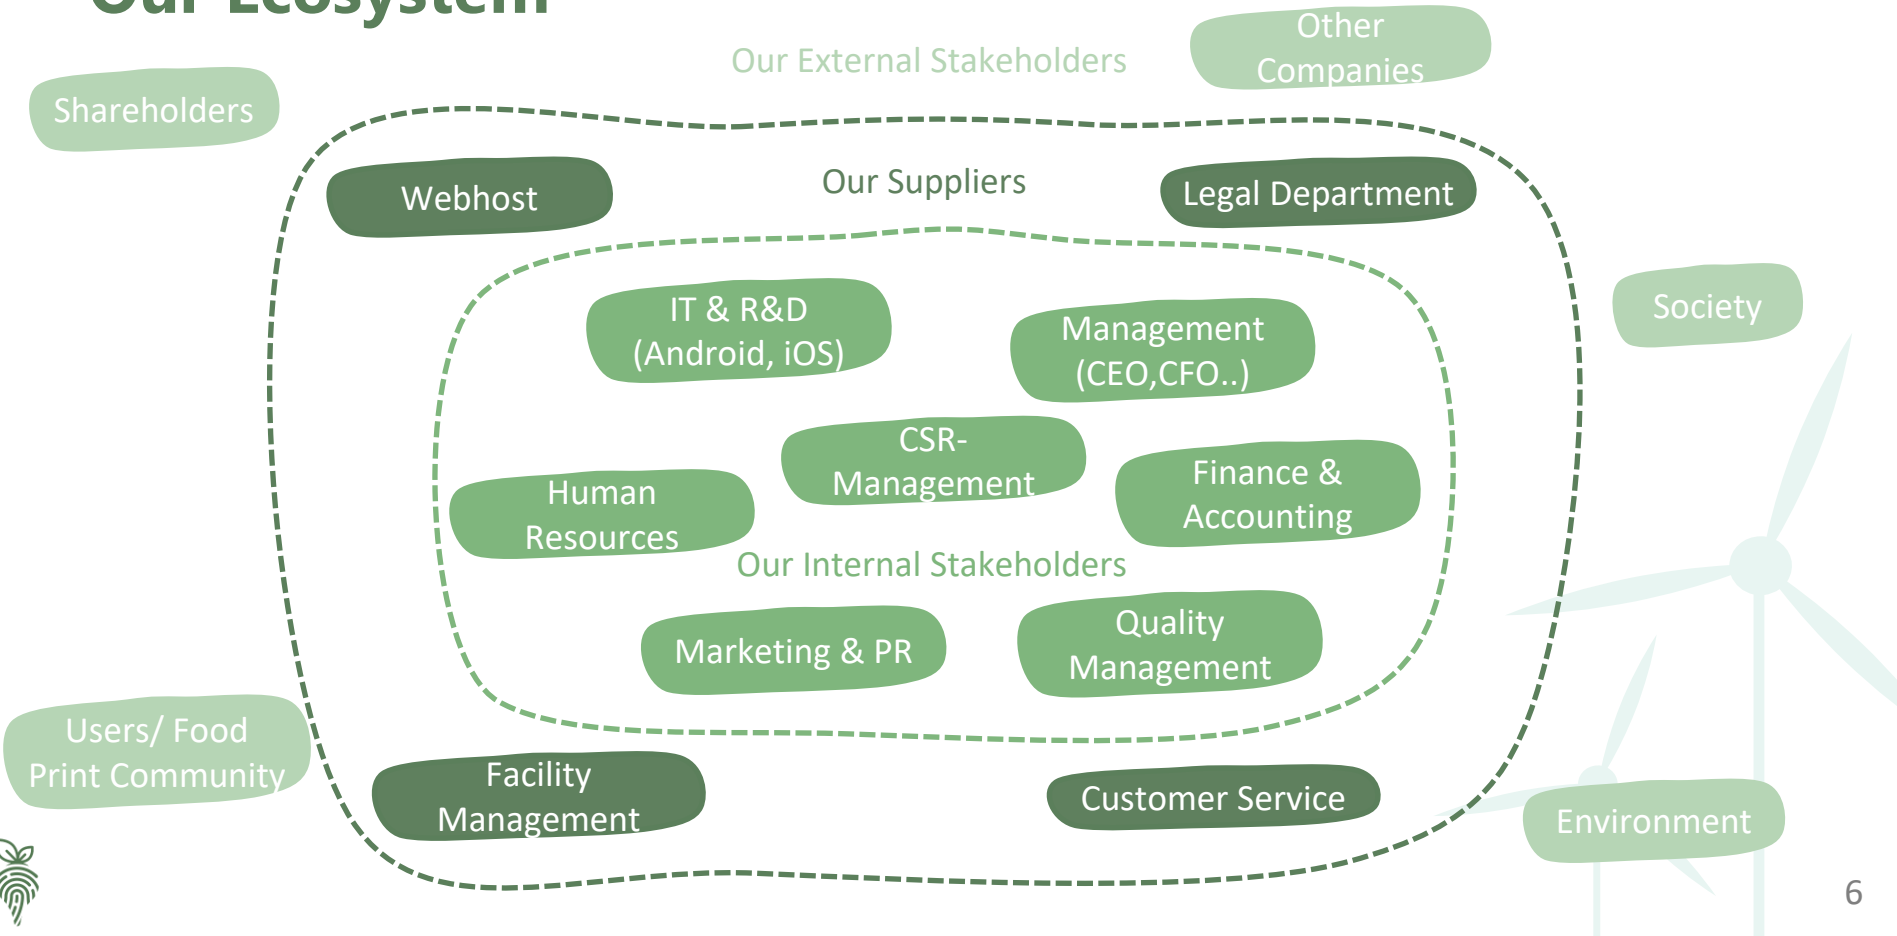 Our Ecosystem
Other
Companies
Our External Stakeholders
Shareholders
Our Suppliers
Webhost
Legal Department
IT & R&D
(Android, iOS)
Management
(CEO,CFO..)
Society
CSR-
Management
Human
Resources
Finance &
Accounting
Our Internal Stakeholders
Marketing & PR
Quality
Management
Users/ Food
Print Community
Facility
Management
Customer Service
Environment
6